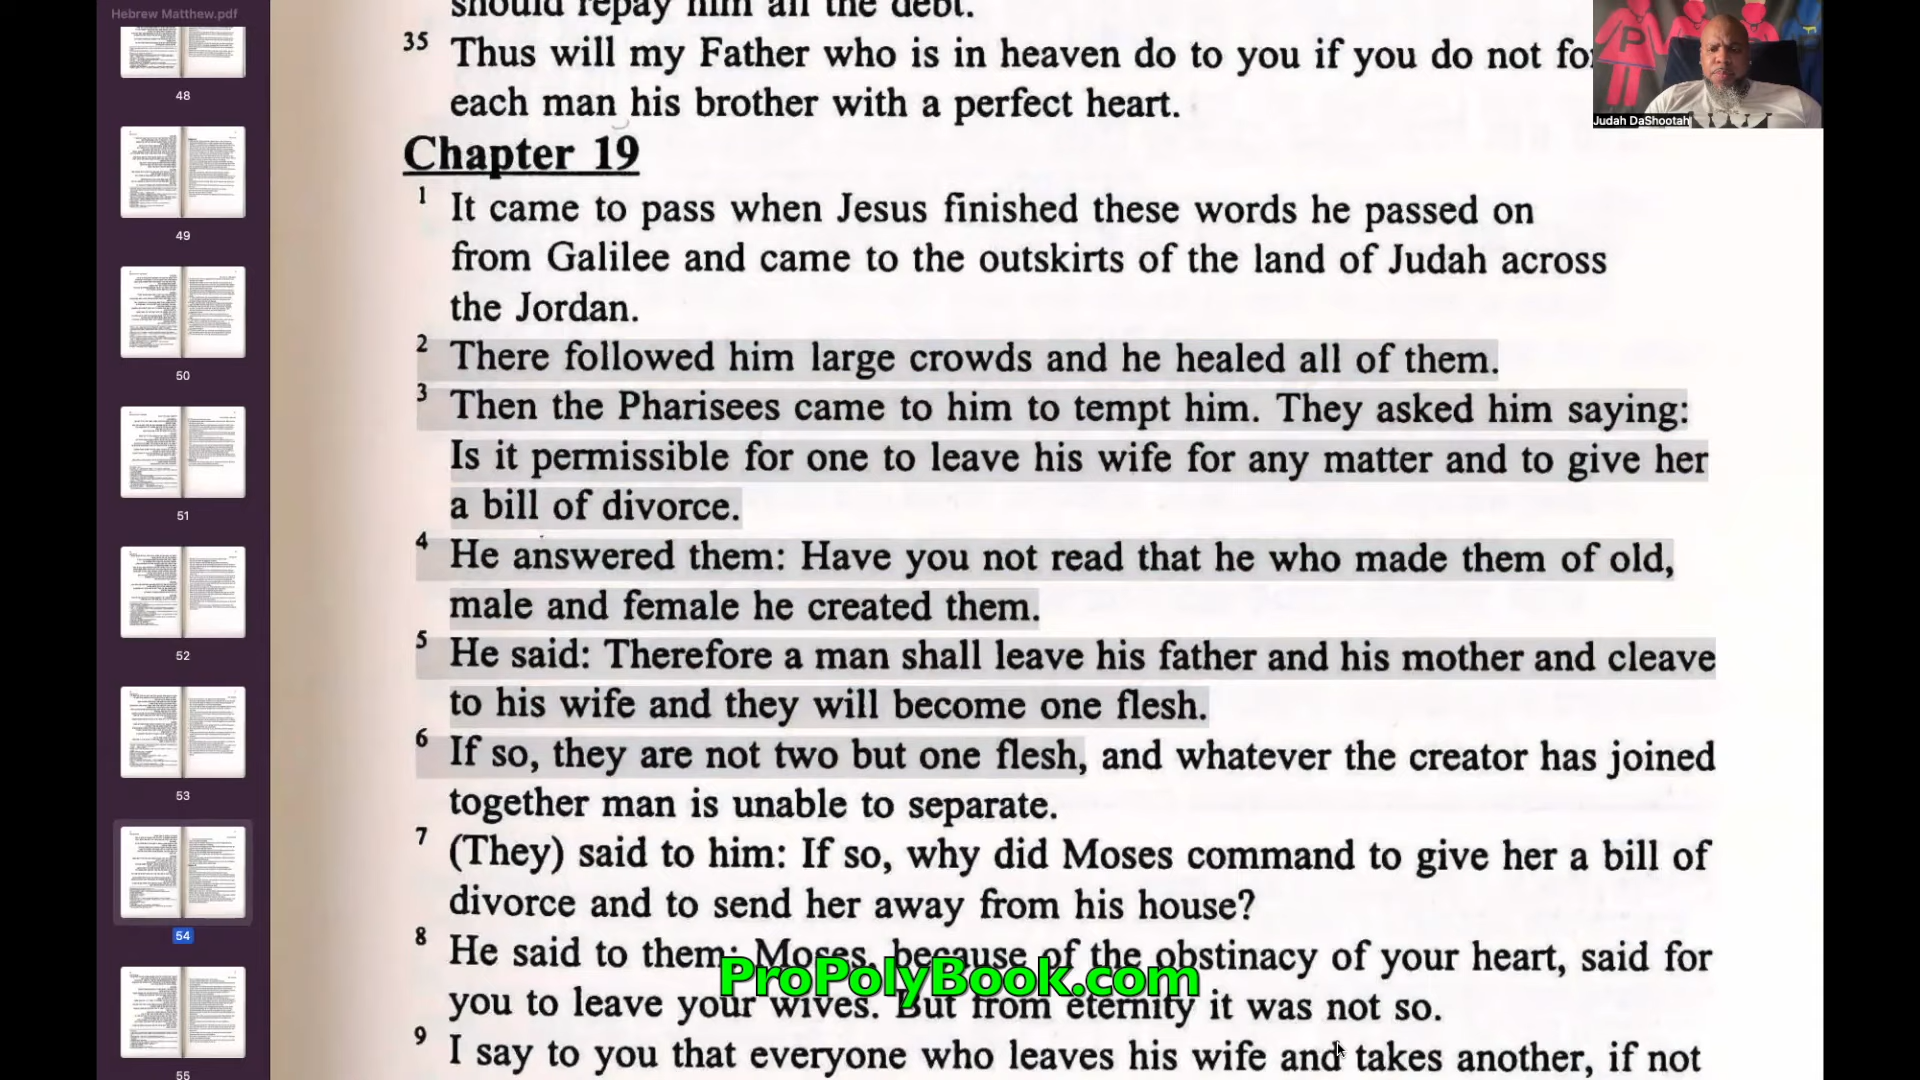 Hebrew Matthew.pdf
48
49
50
51
52
53
54
55
should repay him all the debt.
35 Thus will my Father who is in heaven do to you if you do not
each man his brother with a perfect heart.
Chapter 19
1 It came to pass when Jesus finished these words he passed on
from Galilee and came to the outskirts of the land of Judah across
the Jordan.
2 There followed him large crowds and he healed all of them.
3 Then the Pharisees came to him to tempt him. They asked him saying:
Is it permissible for one to leave his wife for any matter and to give her
a bill of divorce.
4 He answered them: Have you not read that he who made them of old,
male and female he created them.
5 He said: Therefore a man shall leave his father and his mother and cleave
to his wife and they will become one flesh.
6 If so, they are not two but one flesh, and whatever the creator has joined
together man is unable to separate.
7 (They) said to him: If so, why did Moses command to give her a bill of
divorce and to send her away from his house?
8 He said to them: Moses, because of the obstinacy of your heart, said for
you to leave your wives. But from eternity it was not so.
9 I say to you that everyone who leaves his wife and takes another, if not
ProPolyBook.com
P
Judah DaShootah